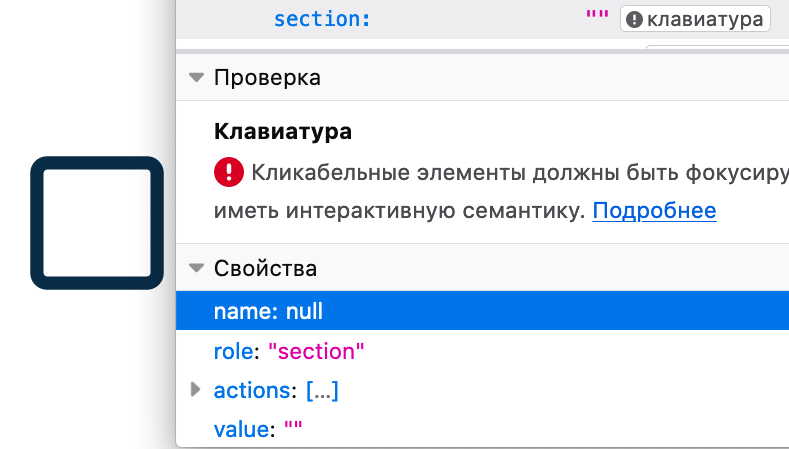 section: "" клавиатура
Проверка
Клавиатура
Кликабельные элементы должны быть фокусиру
иметь интерактивную семантику. Подробнее
Свойства
name: null
role: "section"
actions: […]
value: ""